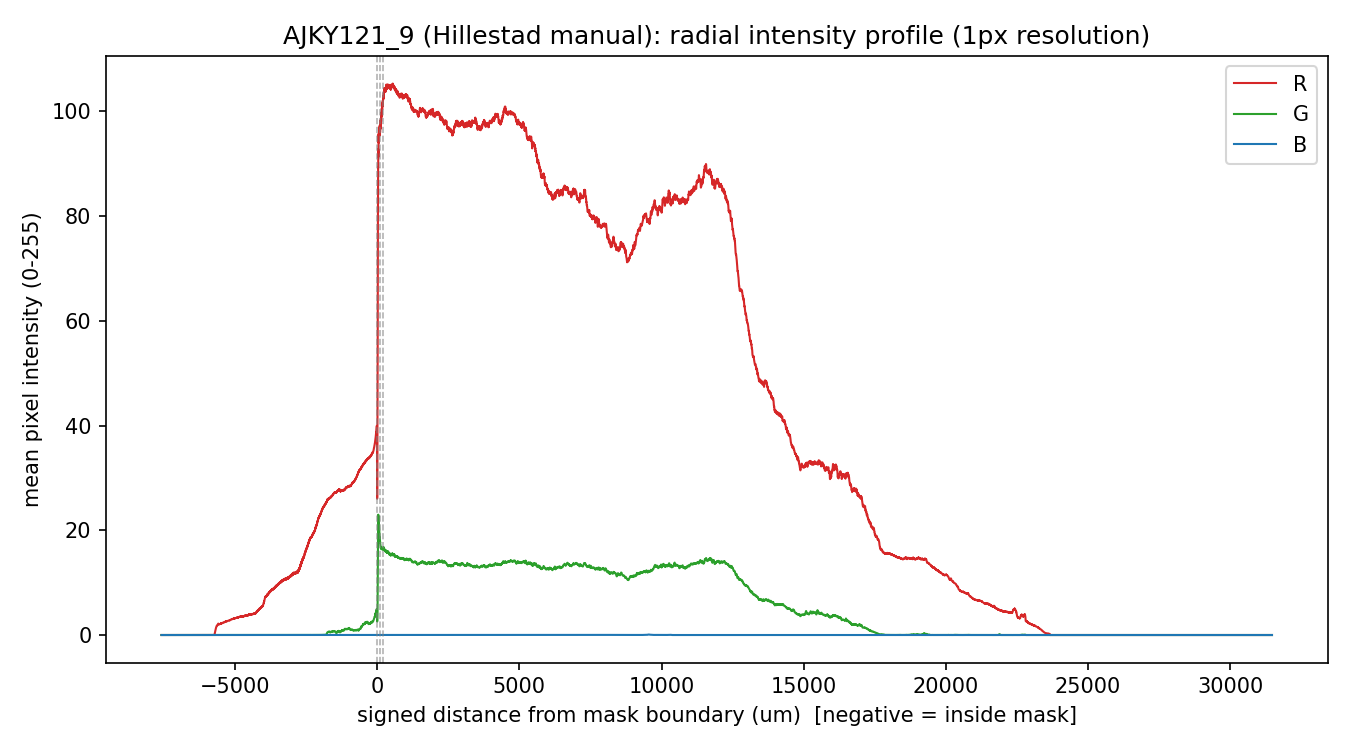 AJKY121_9 (Hillestad manual): radial intensity profile (1px resolution)
R
G
B
mean pixel intensity (0-255)
100
80
60
40
20
0
−5000 0 5000 10000 15000 20000 25000 30000
signed distance from mask boundary (um) [negative = inside mask]